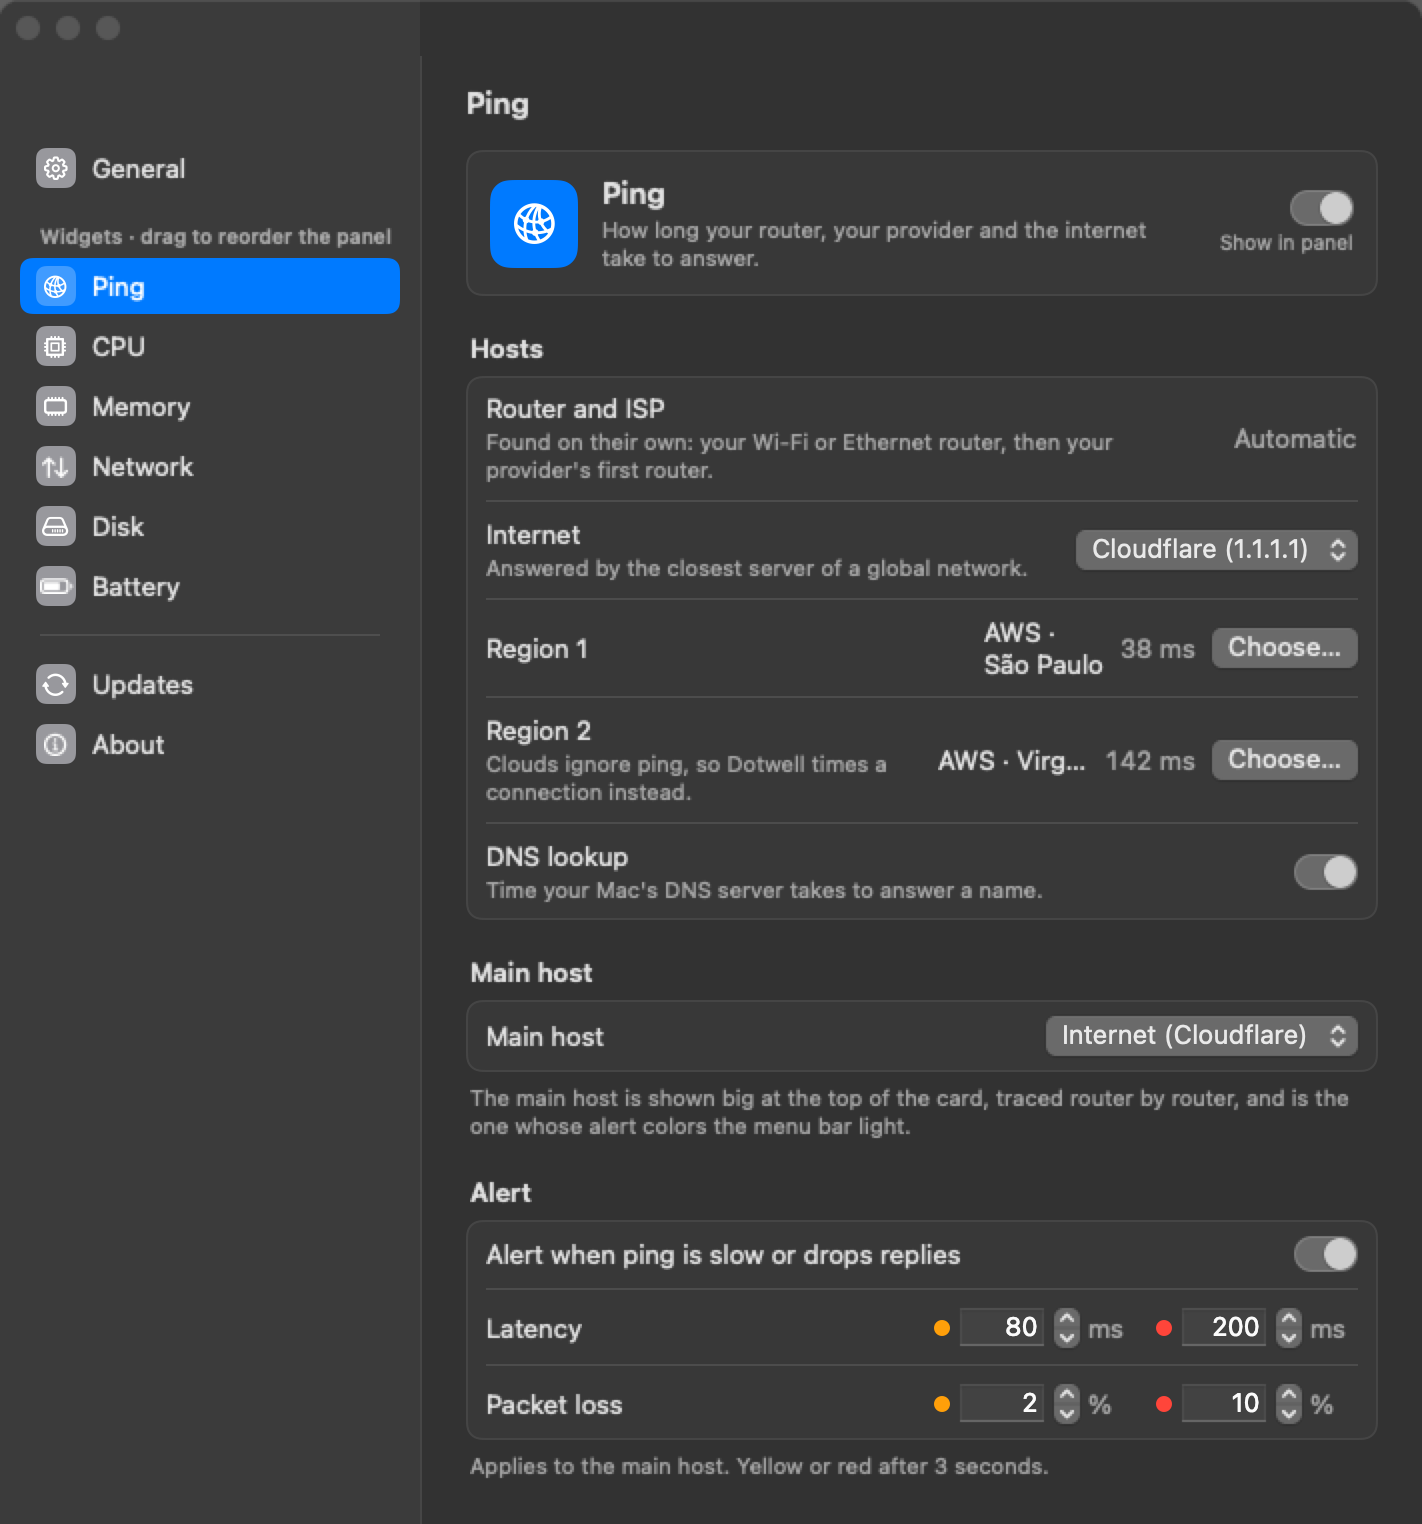 General
Widgets · drag to reorder the panel
Ping
CPU
Memory
Network
Disk
Battery
Updates
About
Ping
Ping
How long your router, your provider and the internet
take to answer.
Show in panel
Hosts
Router and ISP
Found on their own: your Wi-Fi or Ethernet router, then your
provider's first router.
Automatic
Internet
Answered by the closest server of a global network.
Cloudflare (1.1.1.1)
Region 1
AWS ·
São Paulo
38 ms
Choose...
Region 2
Clouds ignore ping, so Dotwell times a
connection instead.
AWS · Virg...
142 ms
Choose...
DNS lookup
Time your Mac's DNS server takes to answer a name.
Main host
Main host
Internet (Cloudflare)
The main host is shown big at the top of the card, traced router by router, and is the
one whose alert colors the menu bar light.
Alert
Alert when ping is slow or drops replies
Latency
80 ms
200 ms
Packet loss
2 %
10 %
Applies to the main host. Yellow or red after 3 seconds.